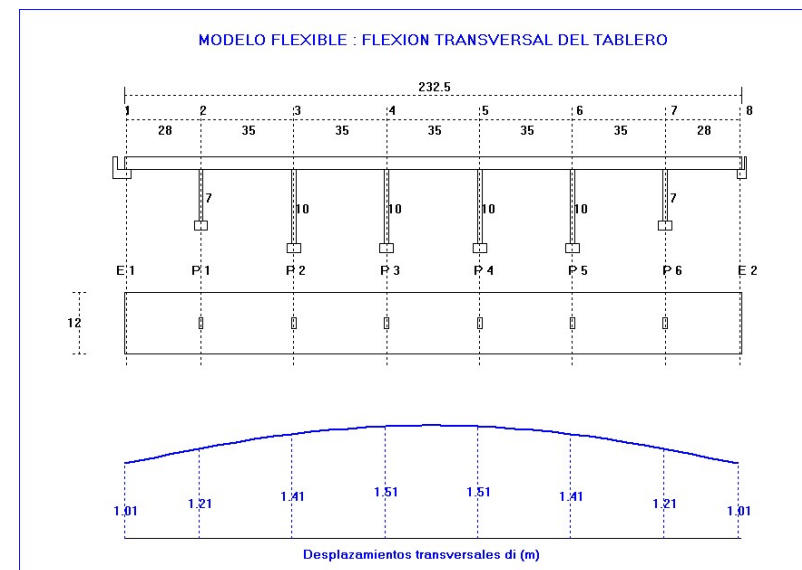 MODELO FLEXIBLE : FLEXION TRANSVERSAL DEL TABLERO
232.5
1 2 3 4 5 6 7 8
28 35 35 35 35 35 28
7 10 10 10 10 7
E 1 P 1 P 2 P 3 P 4 P 5 P 6 E 2
12
1.01 1.21 1.41 1.51 1.51 1.41 1.21 1.01
Desplazamientos transversales di (m)